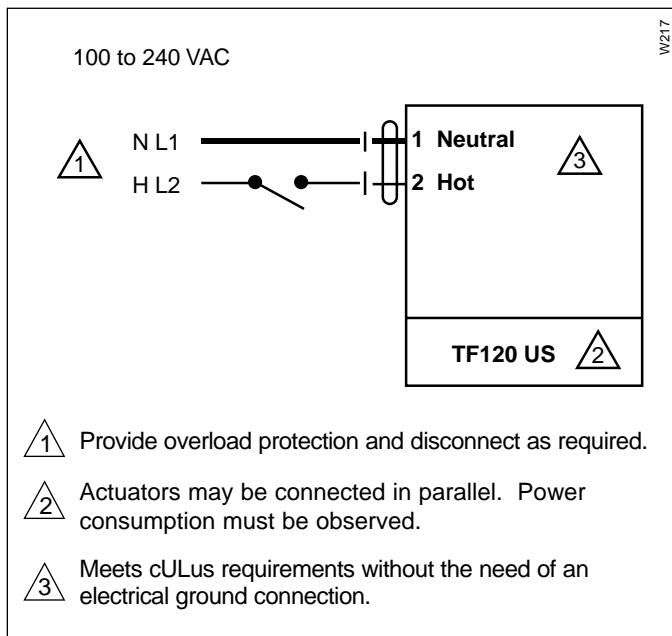 W217
100 to 240 VAC
1
N L1
1 Neutral
3
H L2
2 Hot
TF120 US
2
1
Provide overload protection and disconnect as required.
2
Actuators may be connected in parallel. Power
consumption must be observed.
3
Meets cULus requirements without the need of an
electrical ground connection.